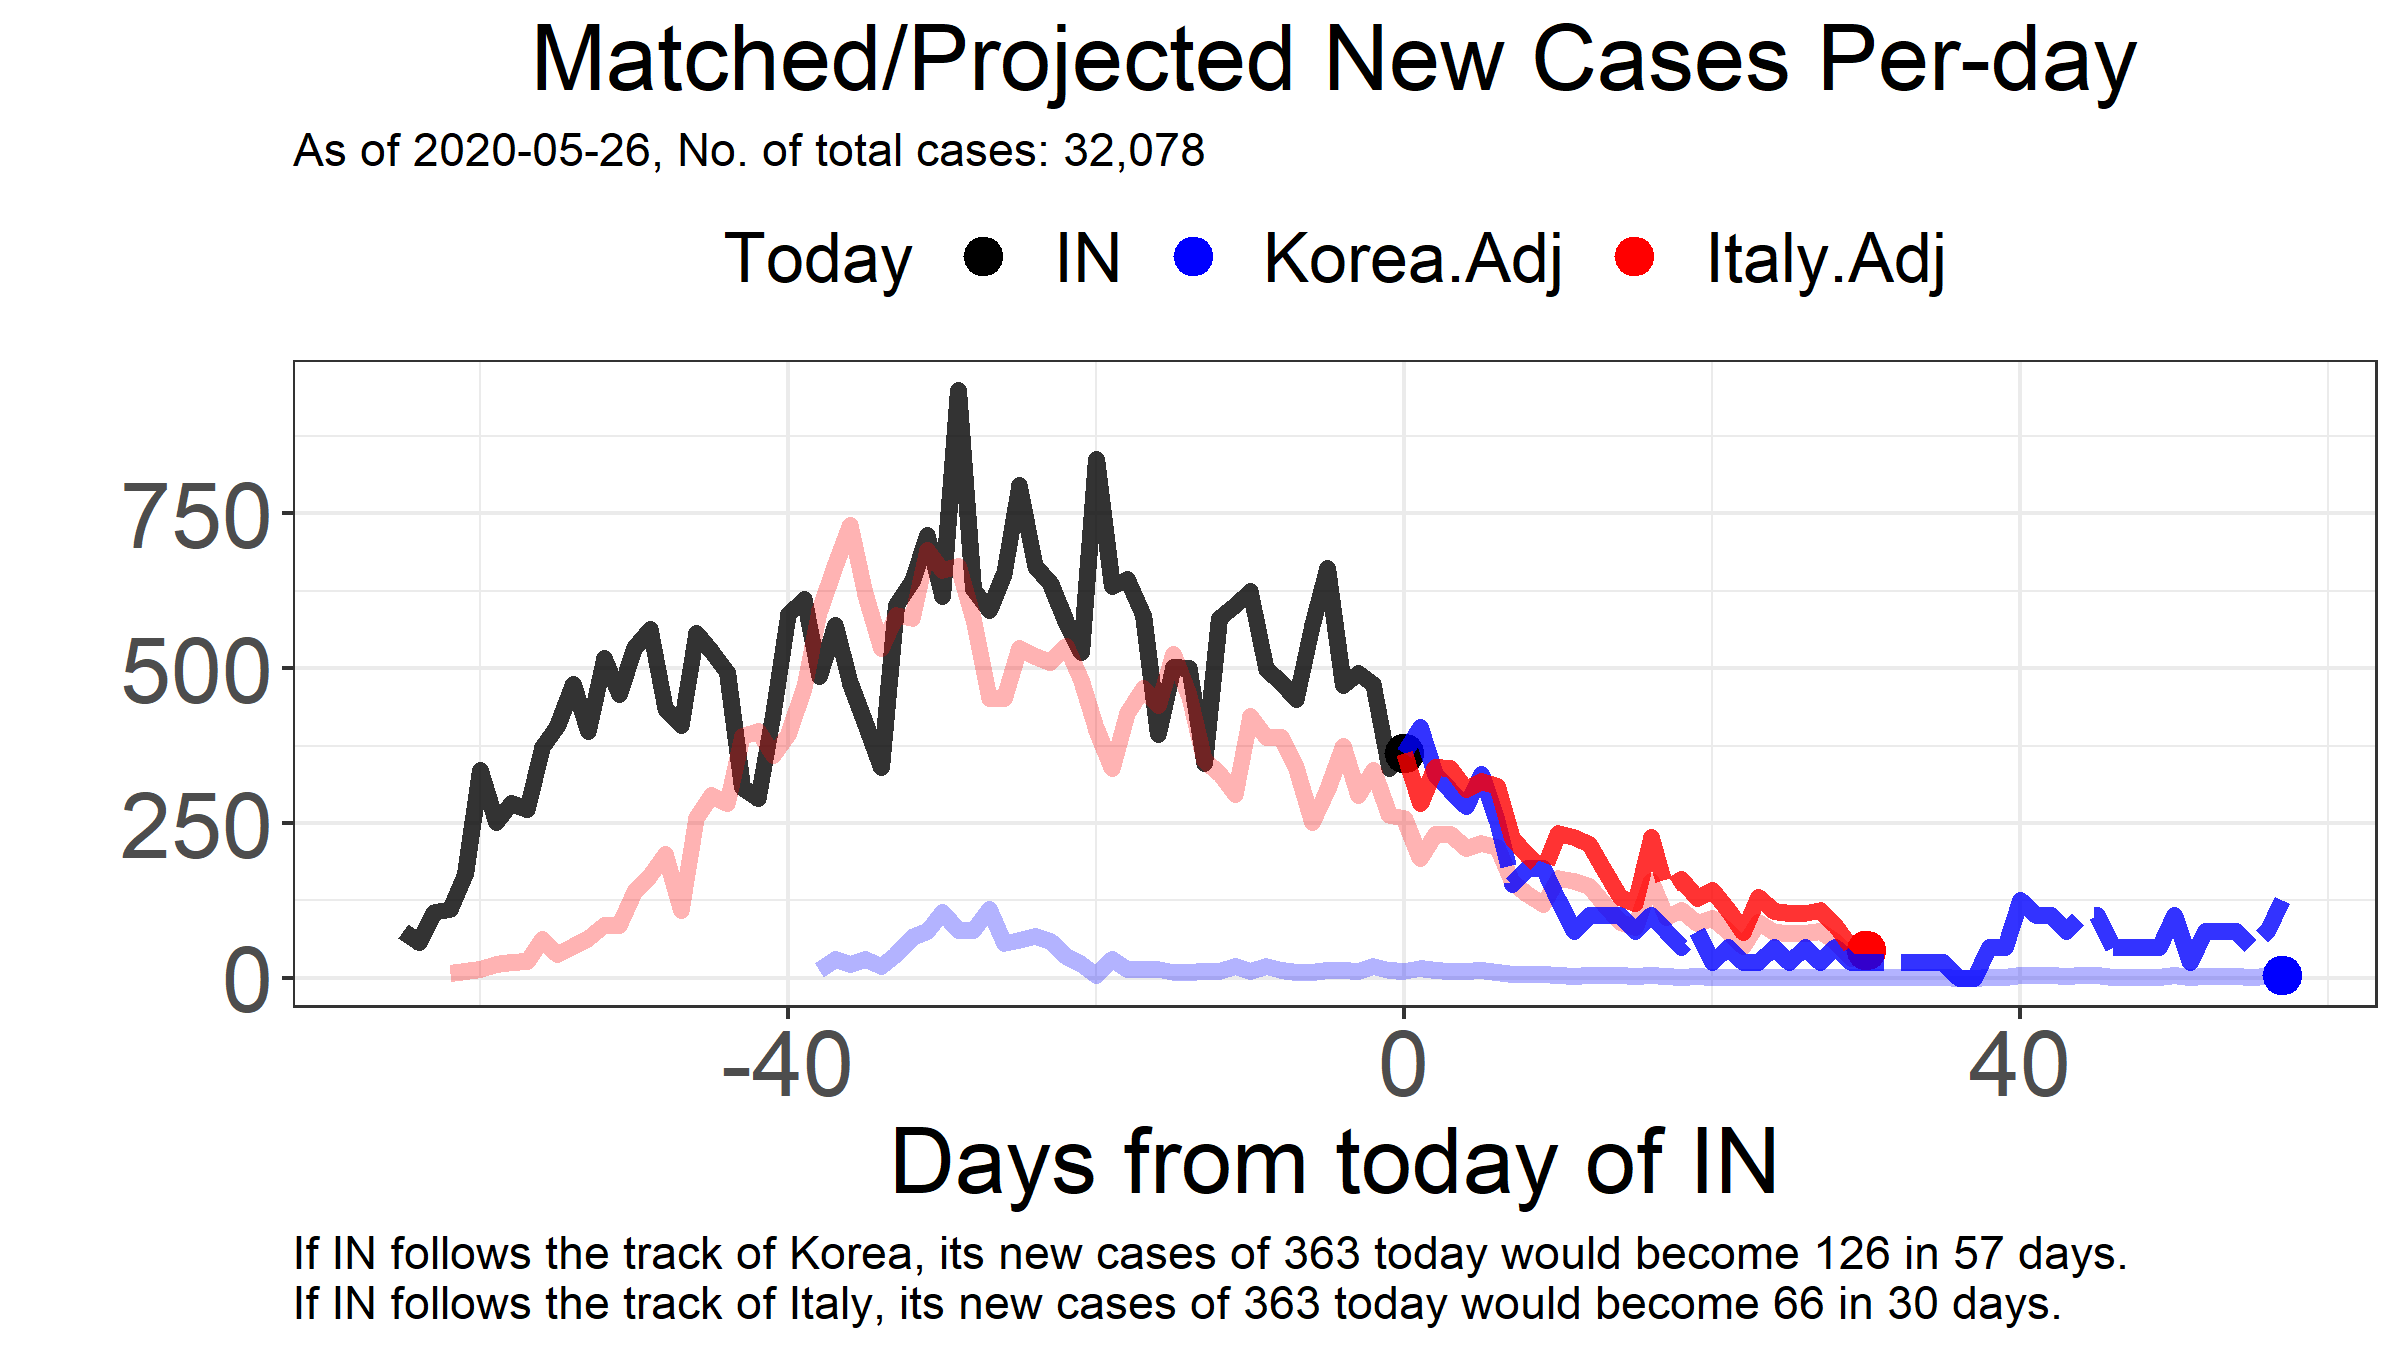 Matched/Projected New Cases Per-day
As of 2020-05-26, No. of total cases: 32,078
Today IN Korea.Adj Italy.Adj
750
500
250
0
-40 0 40
Days from today of IN
If IN follows the track of Korea, its new cases of 363 today would become 126 in 57 days.
If IN follows the track of Italy, its new cases of 363 today would become 66 in 30 days.